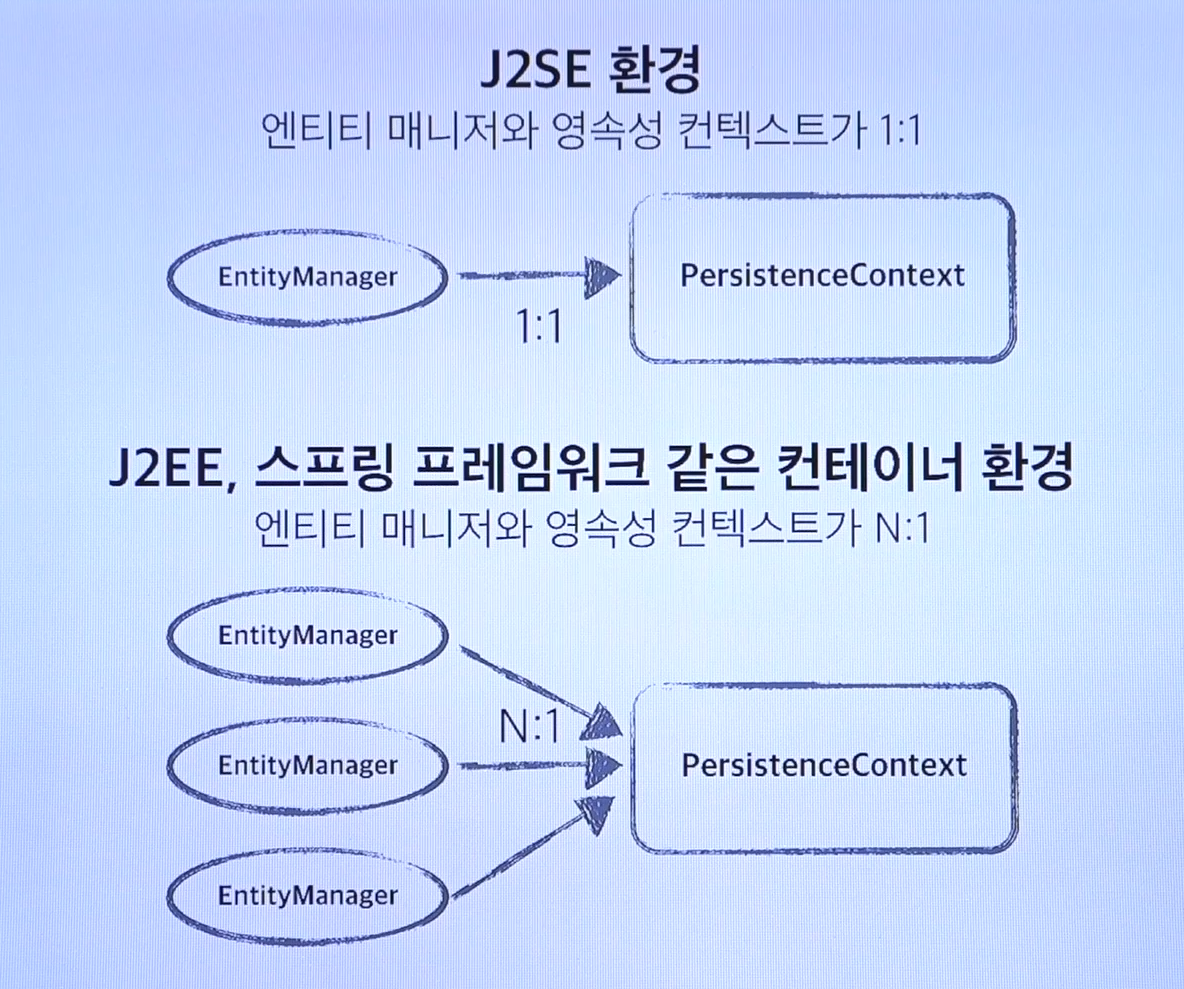 J2SE 환경
엔티티 매니저와 영속성 컨텍스트가 1:1
EntityManager
PersistenceContext
1:1
J2EE, 스프링 프레임워크 같은 컨테이너 환경
엔티티 매니저와 영속성 컨텍스트가 N:1
EntityManager
N:1
EntityManager
PersistenceContext
EntityManager